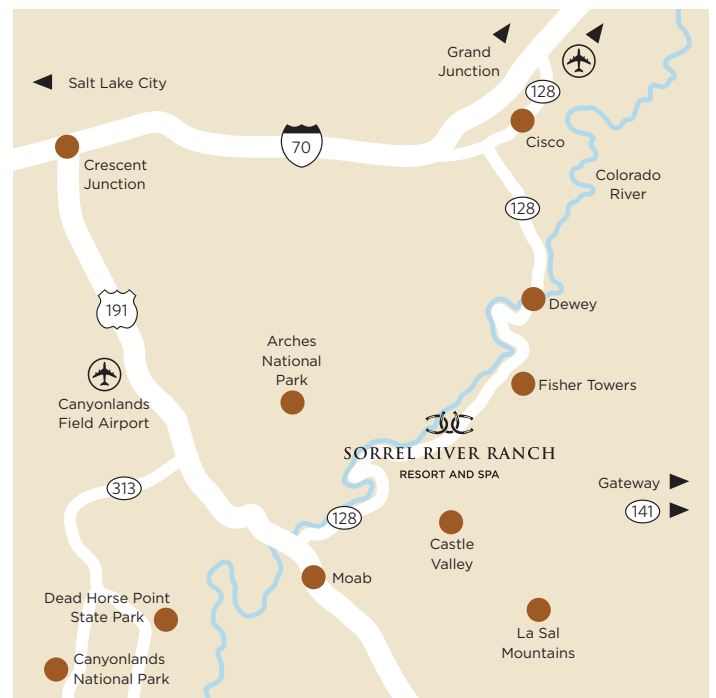 Grand
Junction
Salt Lake City
128
Cisco
70
Crescent
Junction
Colorado
River
128
191
Dewey
Arches
National
Park
Fisher Towers
Canyonlands
Field Airport
SORREL RIVER RANCH
RESORT AND SPA
Gateway
313
141
128
Castle
Valley
Moab
Dead Horse Point
State Park
La Sal
Mountains
Canyonlands
National Park